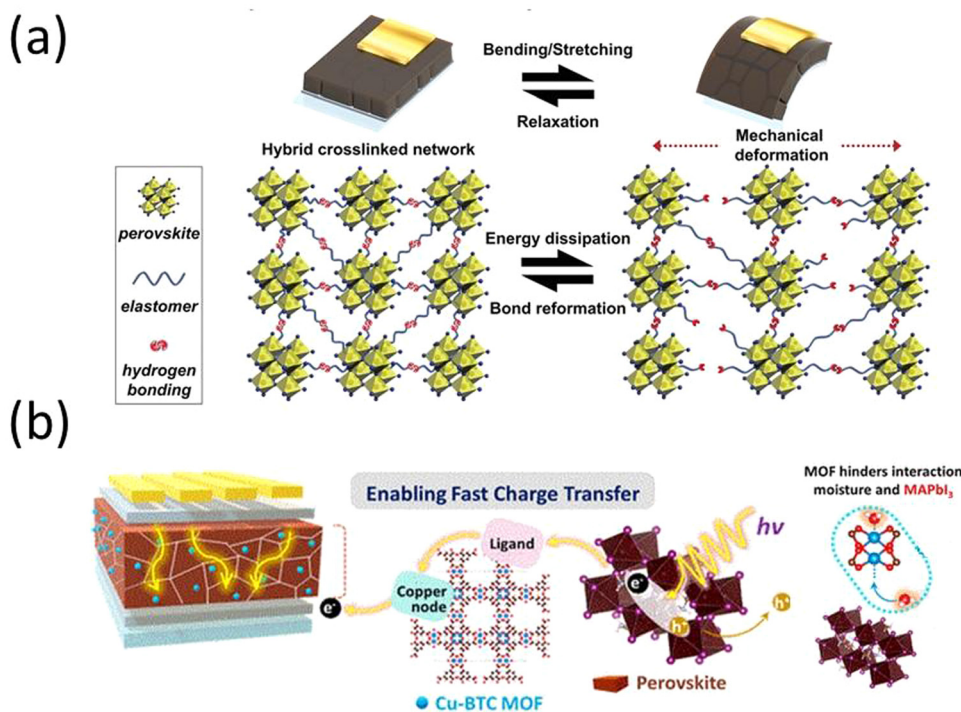 (a)
Bending/Stretching
Relaxation
Hybrid crosslinked network
Mechanical
deformation
perovskite
elastomer
hydrogen
bonding
Energy dissipation
Bond reformation
(b)
Enabling Fast Charge Transfer
MOF hinders interaction
moisture and MAPbI₃
Ligand
hν
Copper
node
e⁻
e⁻
h⁺
h⁺
Perovskite
Cu-BTC MOF